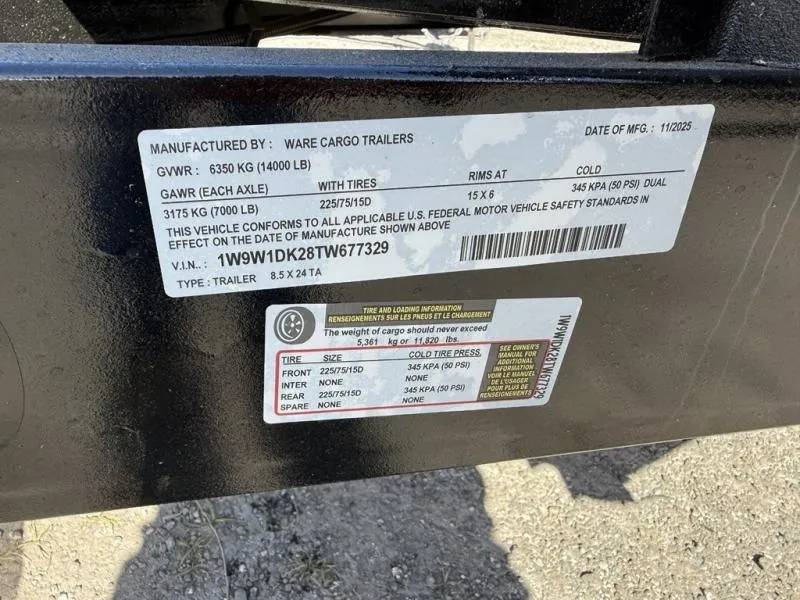 MANUFACTURED BY : WARE CARGO TRAILERS DATE OF MFG. : 11/2025
GVWR : 6350 KG (14000 LB)
GAWR (EACH AXLE) WITH TIRES RIMS AT COLD
3175 KG (7000 LB) 225/75/15D 15 X 6 345 KPA (50 PSI) DUAL
THIS VEHICLE CONFORMS TO ALL APPLICABLE U.S. FEDERAL MOTOR VEHICLE SAFETY STANDARDS IN
EFFECT ON THE DATE OF MANUFACTURE SHOWN ABOVE
V.I.N.. : 1W9W1DK28TW677329
TYPE : TRAILER 8.5 X 24 TA
TIRE AND LOADING INFORMATION
RENSEIGNEMENTS SUR LES PNEUS ET LE CHARGEMENT
The weight of cargo should never exceed
5,361 kg or 11,820 lbs.
TIRE SIZE COLD TIRE PRESS.
FRONT 225/75/15D 345 KPA (50 PSI)
INTER NONE NONE
REAR 225/75/15D 345 KPA (50 PSI)
SPARE NONE NONE
SEE OWNER'S
MANUAL FOR
ADDITIONAL
INFORMATION
VOIR LE MANUEL
DE L'USAGER
POUR PLUS DE
RENSEIGNEMENTS
1W9W1DK28TW677329